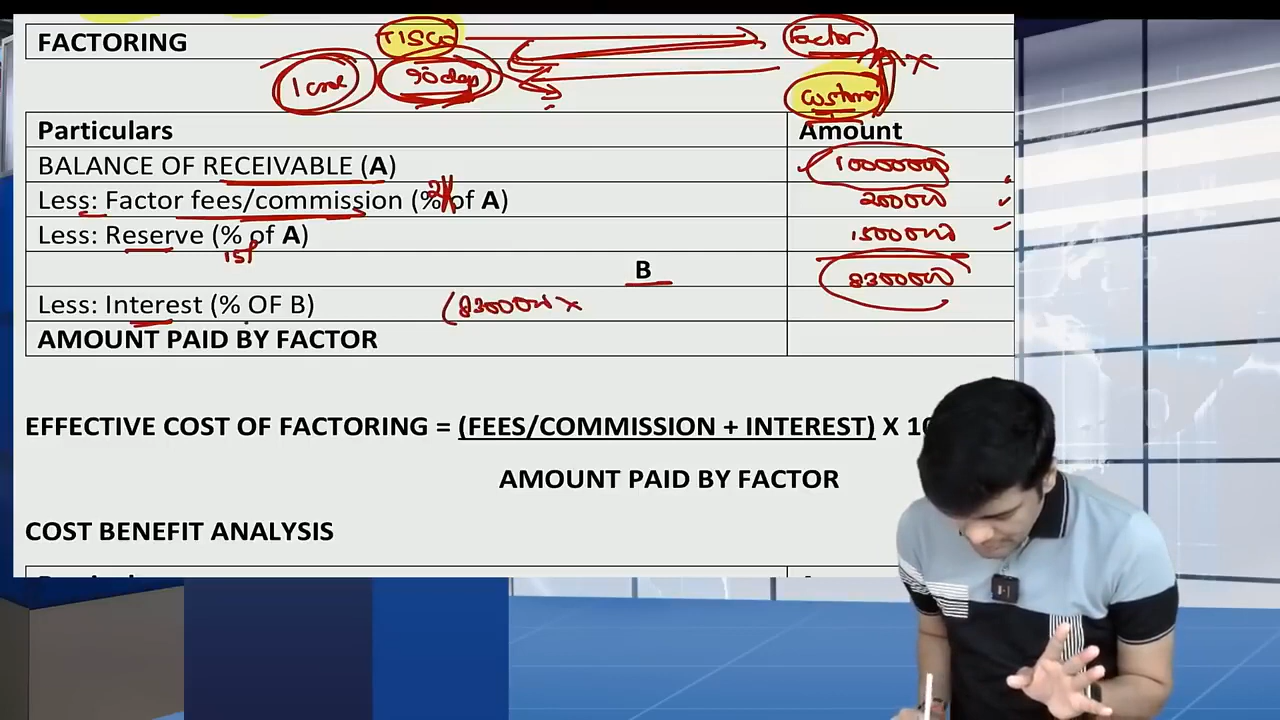 FACTORING TISCO Factor
1 crore 90 days Customer
Particulars Amount
BALANCE OF RECEIVABLE (A) 10000000
Less: Factor fees/commission (% of A) 200000
Less: Reserve (% of A) 1500000
15%
B 8300000
Less: Interest (% OF B) (8300000 x
AMOUNT PAID BY FACTOR
EFFECTIVE COST OF FACTORING = (FEES/COMMISSION + INTEREST) X
AMOUNT PAID BY FACTOR
COST BENEFIT ANALYSIS